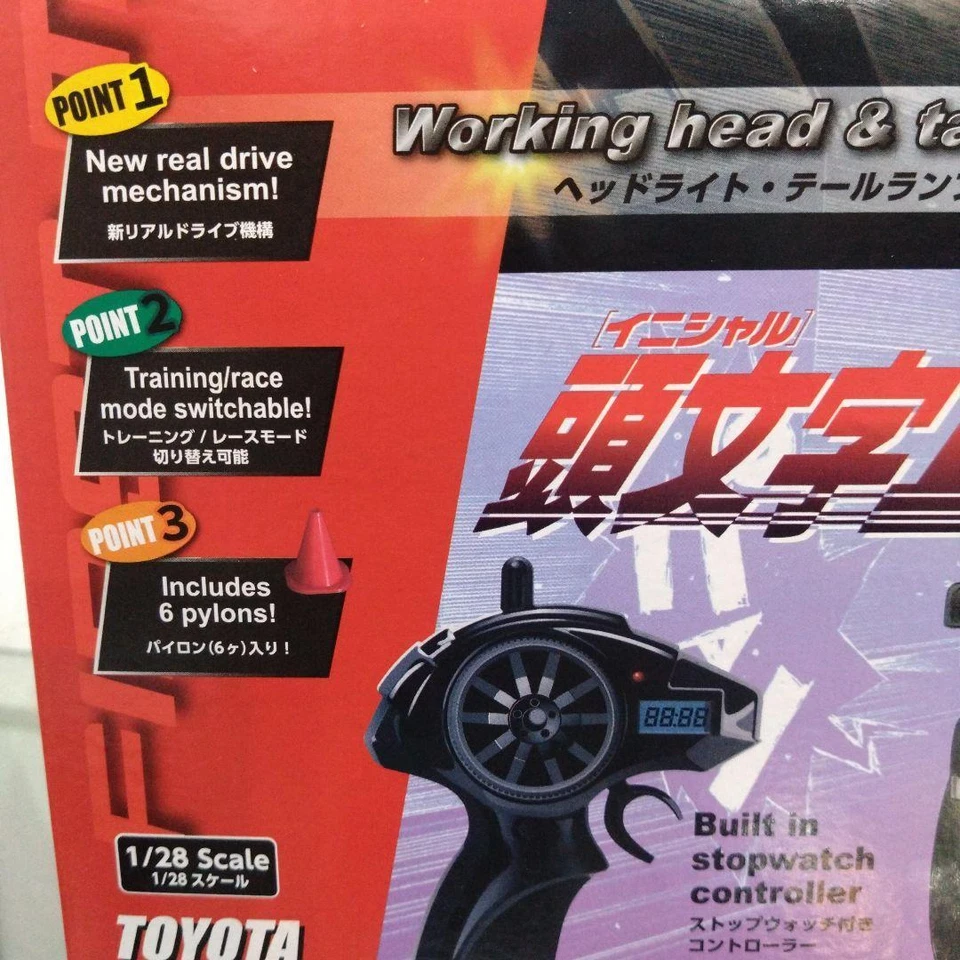 POINT 1
New real drive
mechanism!
新リアルドライブ機構
POINT 2
Training/race
mode switchable!
トレーニング / レースモード
切り替え可能
POINT 3
Includes
6 pylons!
パイロン(6ヶ)入り！
1/28 Scale
1/28 スケール
TOYOTA
Working head & ta
ヘッドライト・テールラン
[イニシャル]
頭文字
88:88
Built in
stopwatch
controller
ストップウォッチ付き
コントローラー